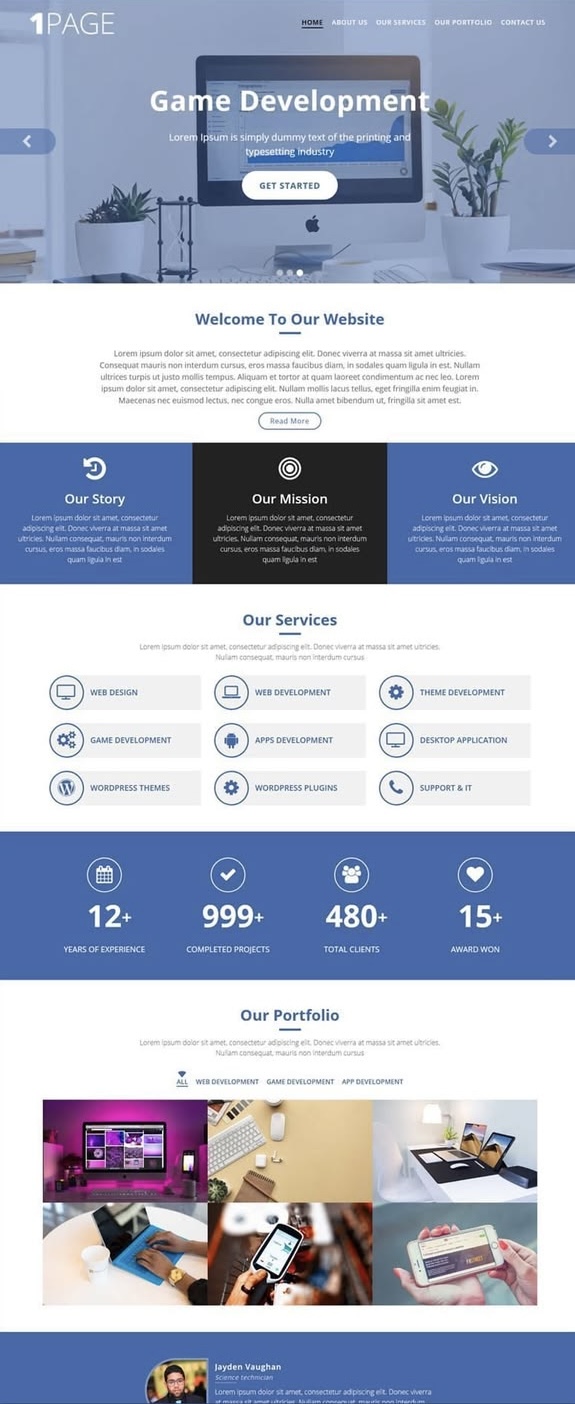 1PAGE
HOME ABOUT US OUR SERVICES OUR PORTFOLIO CONTACT US
Game Development
Lorem Ipsum is simply dummy text of the printing and
typesetting industry
GET STARTED
Welcome To Our Website
Lorem ipsum dolor sit amet, consectetur adipiscing elit. Donec viverra at massa sit amet ultricies.
Consequat mauris non interdum cursus, eros massa faucibus diam, in sodales quam ligula in est. Nullam
ultrices turpis ut justo mollis tempus. Aliquam et tortor at quam laoreet condimentum ac nec leo. Lorem
ipsum dolor sit amet, consectetur adipiscing elit. Nullam mollis lacus tellus, eget feugiat enim feugiat in.
Maecenas nec euismod lectus, nec congue eros. Nulla amet bibendum ut, fringilla sit amet est.
Read More
Our Story
Lorem ipsum dolor sit amet, consectetur
adipiscing elit. Donec viverra at massa sit amet
ultricies. Nullam consequat, mauris non interdum
cursus, eros massa faucibus diam, in sodales
quam ligula in est
Our Mission
Lorem ipsum dolor sit amet, consectetur
adipiscing elit. Donec viverra at massa sit amet
ultricies. Nullam consequat, mauris non interdum
cursus, eros massa faucibus diam, in sodales
quam ligula in est
Our Vision
Lorem ipsum dolor sit amet, consectetur
adipiscing elit. Donec viverra at massa sit amet
ultricies. Nullam consequat, mauris non interdum
cursus, eros massa faucibus diam, in sodales
quam ligula in est
Our Services
Lorem ipsum dolor sit amet, consectetur adipiscing elit. Donec viverra at massa sit amet ultricies.
Nullam consequat, mauris non interdum cursus
WEB DESIGN
WEB DEVELOPMENT
THEME DEVELOPMENT
GAME DEVELOPMENT
APPS DEVELOPMENT
DESKTOP APPLICATION
WORDPRESS THEMES
WORDPRESS PLUGINS
SUPPORT & IT
12+
999+
480+
15+
YEARS OF EXPERIENCE
COMPLETED PROJECTS
TOTAL CLIENTS
AWARD WON
Our Portfolio
Lorem ipsum dolor sit amet, consectetur adipiscing elit. Donec viverra at massa sit amet ultricies.
Nullam consequat, mauris non interdum cursus
ALL WEB DEVELOPMENT GAME DEVELOPMENT APP DEVELOPMENT
Jayden Vaughan
Science technician
Lorem ipsum dolor sit amet, consectetur adipiscing elit. Donec viverra